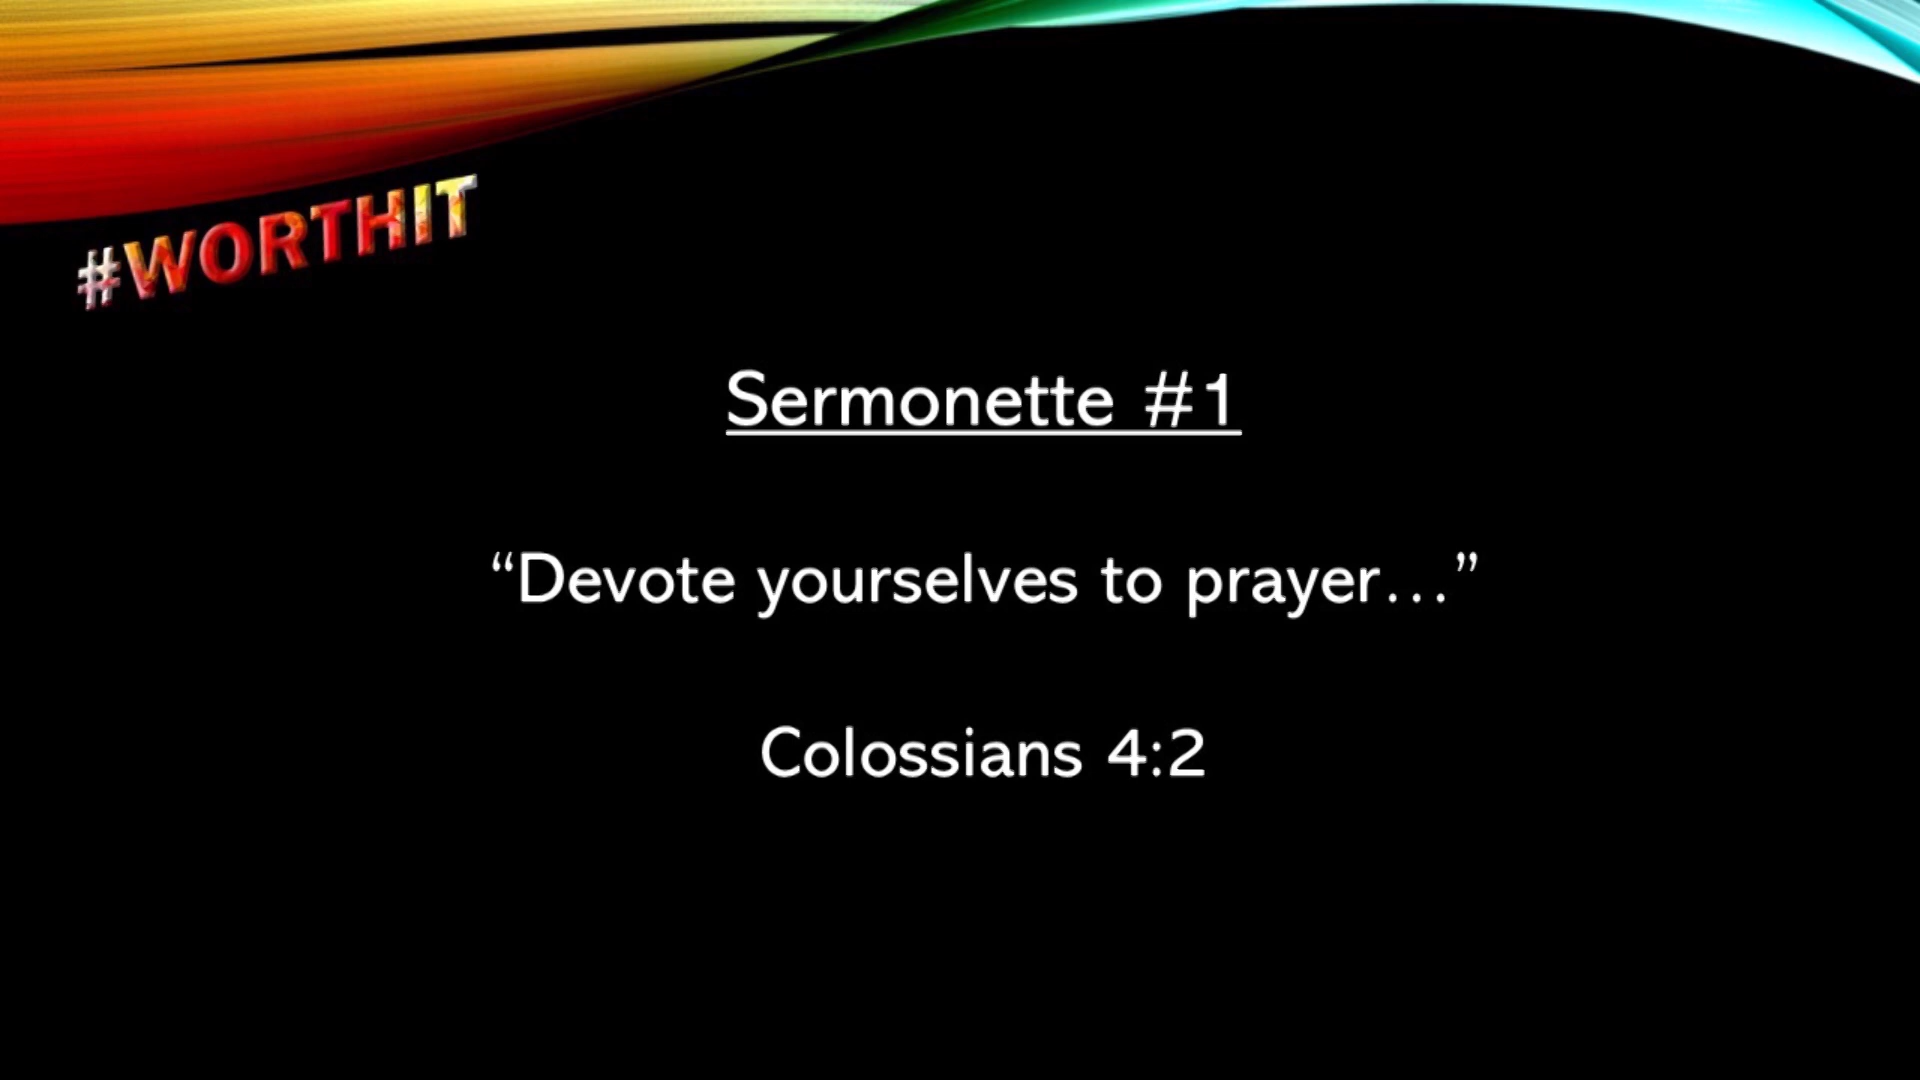 #WORTHIT
Sermonette #1
“Devote yourselves to prayer…”
Colossians 4:2